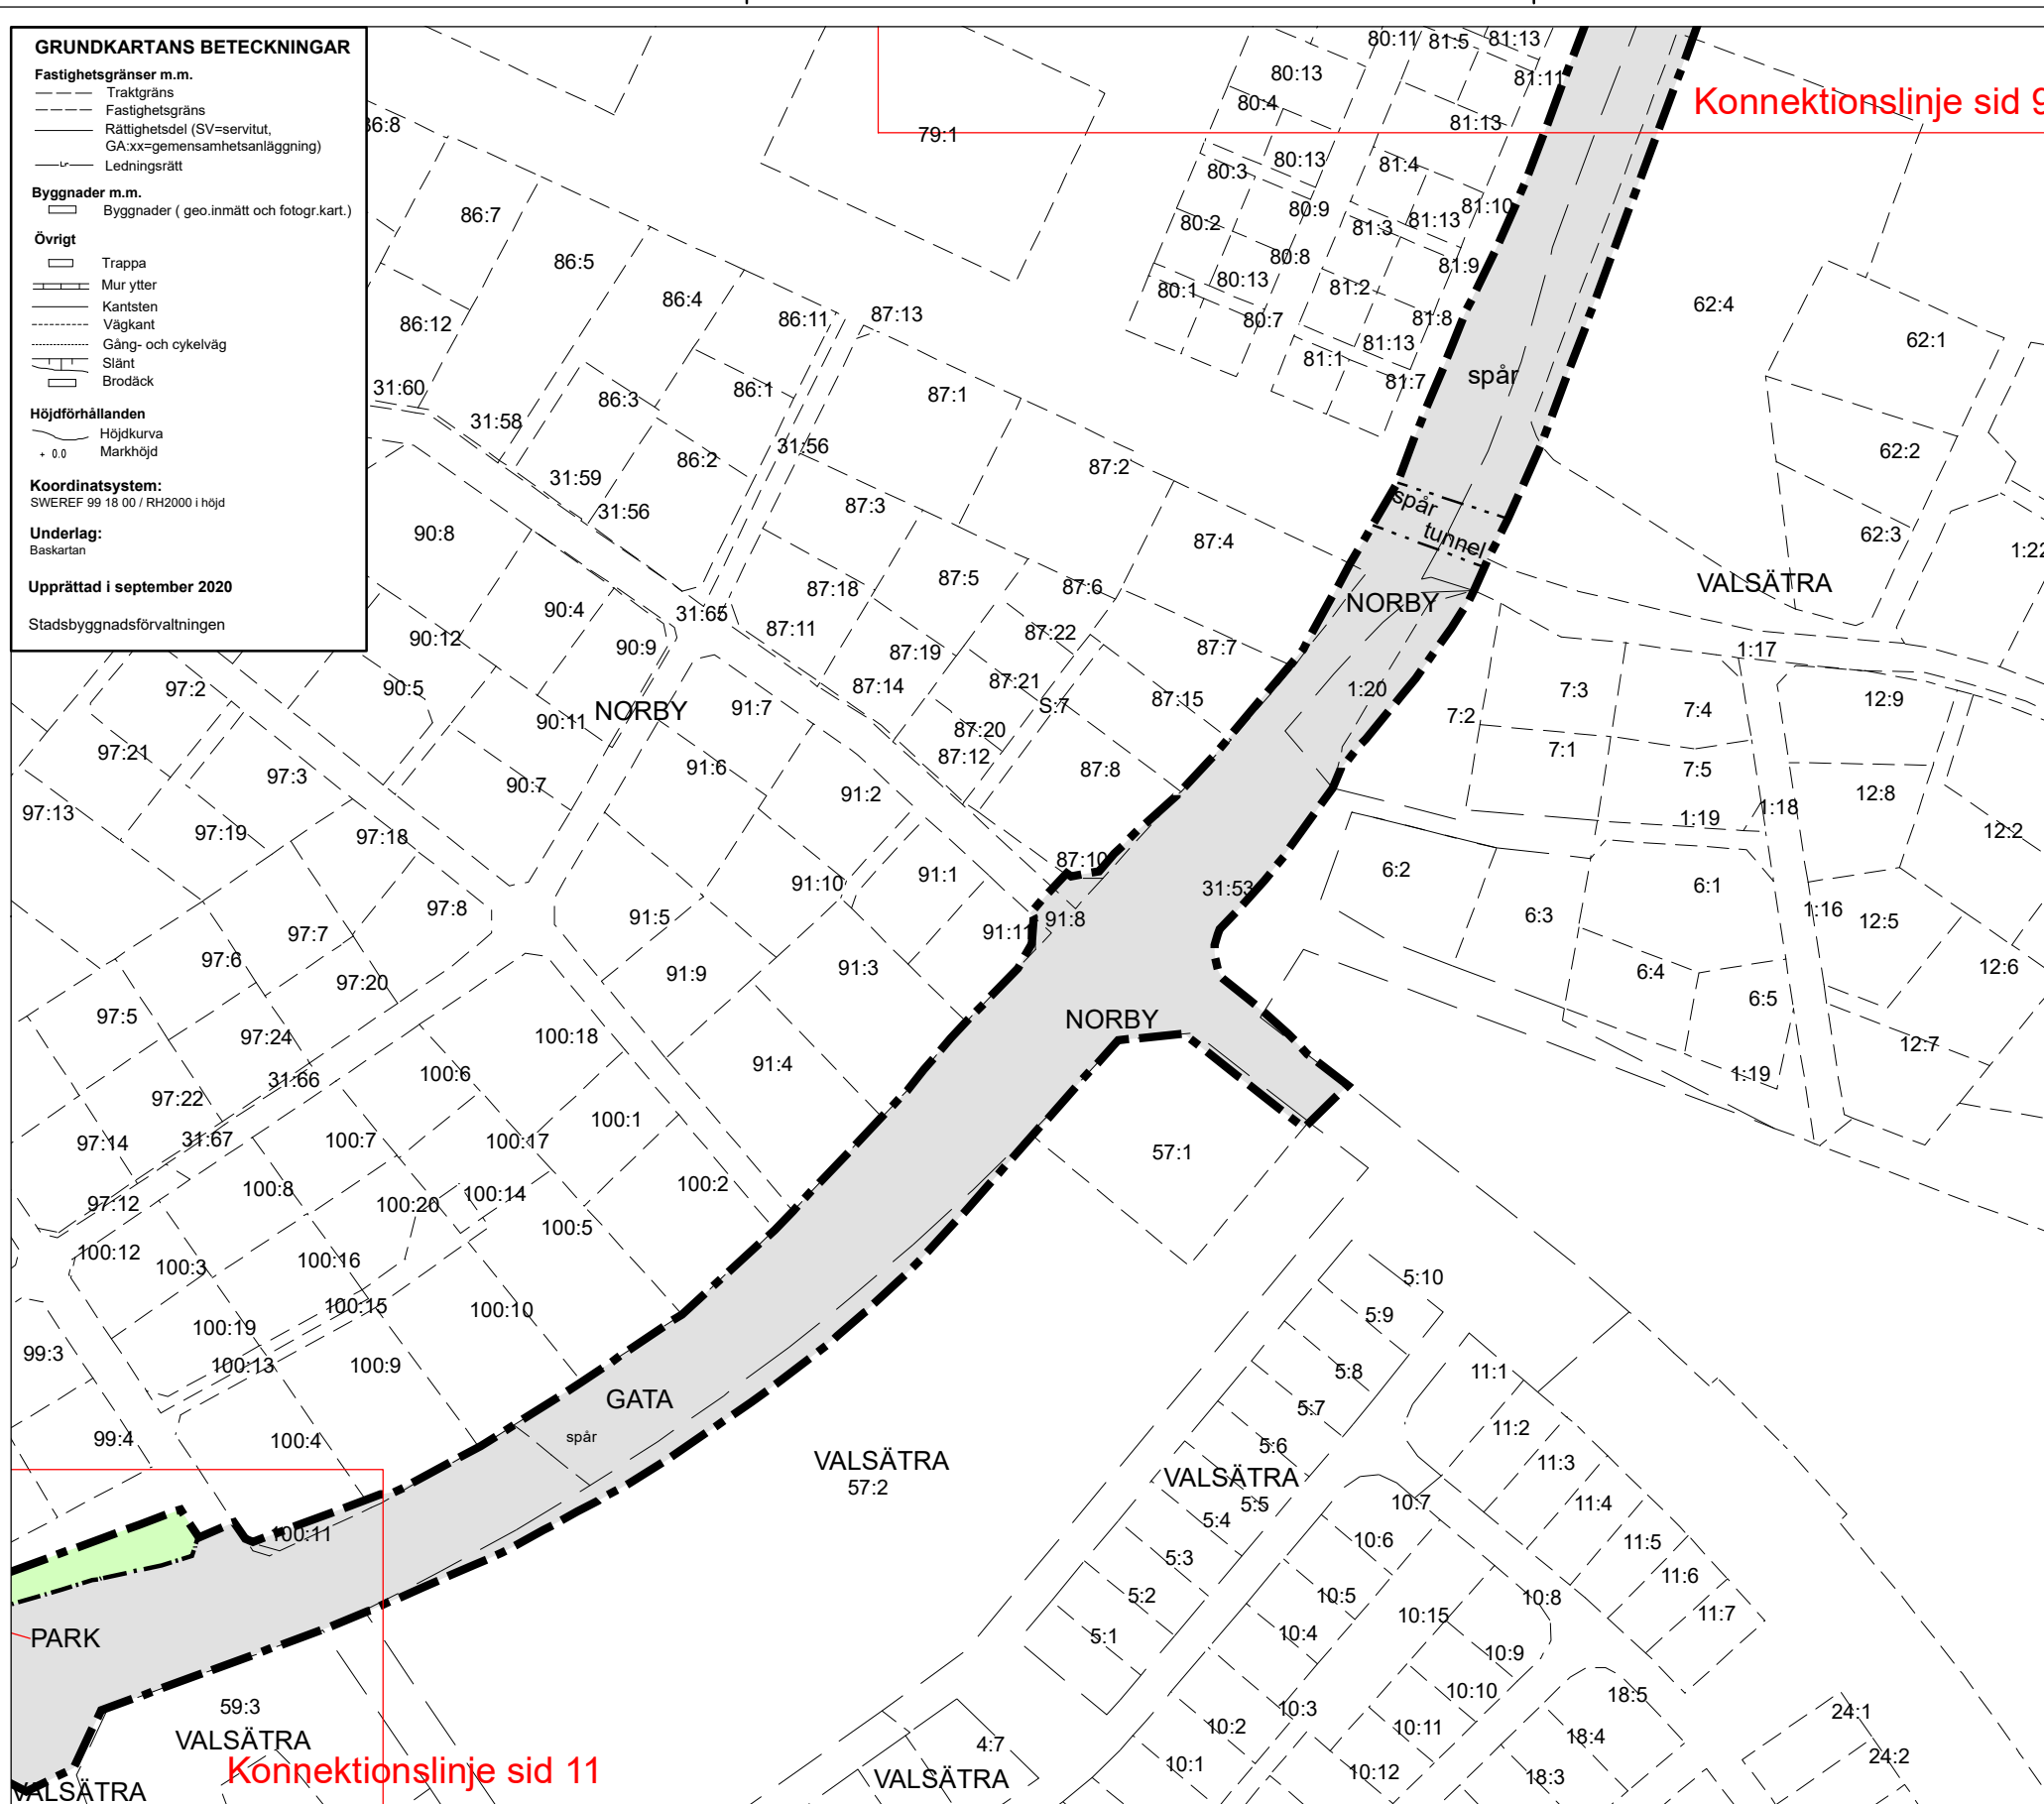 GRUNDKARTANS BETECKNINGAR
Fastighetsgränser m.m.
Traktgräns
Fastighetsgräns
Rättighetsdel (SV=servitut,
GA:xx=gemensamhetsanläggning)
Lr
Ledningsrätt
Byggnader m.m.
Byggnader ( geo.inmätt och fotogr.kart.)
Övrigt
Trappa
Mur ytter
Kantsten
Vägkant
Gång- och cykelväg
Slänt
Brodäck
Höjdförhållanden
Höjdkurva
+ 0.0 Markhöjd
Koordinatsystem:
SWEREF 99 18 00 / RH2000 i höjd
Underlag:
Baskartan
Upprättad i september 2020
Stadsbyggnadsförvaltningen
80:11 81:5 81:13
80:13 81:11
Konnektionslinje sid 9
80:4
86:8 79:1 81:13
80:13 81:4
80:3
86:7 80:9 81:13 81:10
80:2 81:3
86:5 80:8 81:9
80:13 81:2
86:4 80:1 62:4
86:12 86:11 87:13 80:7 81:8
81:13 62:1
81:1
31:60 86:3 86:1 87:1 81:7 spår
31:58
31:56 62:2
31:59 86:2 87:2
31:56 87:3 spår
tunnel
90:8 87:4 62:3
1:22
87:5 87:6
87:18 VALSÄTRA
90:4 31:65 NORBY
90:12 87:11 87:22
90:9 87:19 87:7 1:17
97:2 90:5 87:14 87:21 1:20 7:3
NORBY 91:7 S:7 87:15 12:9
90:11 87:20 7:2 7:4
97:21 87:12 7:1
97:3 91:6 87:8 7:5
90:7 91:2 12:8
97:13 1:19 1:18
97:19 97:18 12:2
87:10 6:2
91:10 91:1 31:53 6:1
97:8 91:5 91:11 91:8 6:3 1:16 12:5
97:7
97:6 91:9 91:3 6:4 12:6
97:20
97:5 NORBY 6:5
97:24 100:18 12:7
31:66 100:6 91:4 1:19
97:22
97:14 31:67 100:7 100:17 100:1
57:1
97:12 100:8 100:20 100:14 100:2
100:5
100:12 100:3 100:16 5:10
100:15 100:10
99:3 100:19 5:9
100:13 100:9 5:8 11:1
GATA 5:7
99:4 100:4 spår 5:6 11:2
VALSÄTRA
57:2
VALSÄTRA 11:3
5:5 10:7
5:4 11:4
100:11 10:6 11:5
5:3
5:2 10:5 11:6
10:8
PARK 5:1 10:4 10:15 11:7
10:9
59:3 10:10 18:5
VALSÄTRA 10:3 24:1
10:2 10:11 18:4
4:7 24:2
Konnektionslinje sid 11 10:1 10:12
VALSÄTRA VALSÄTRA 18:3